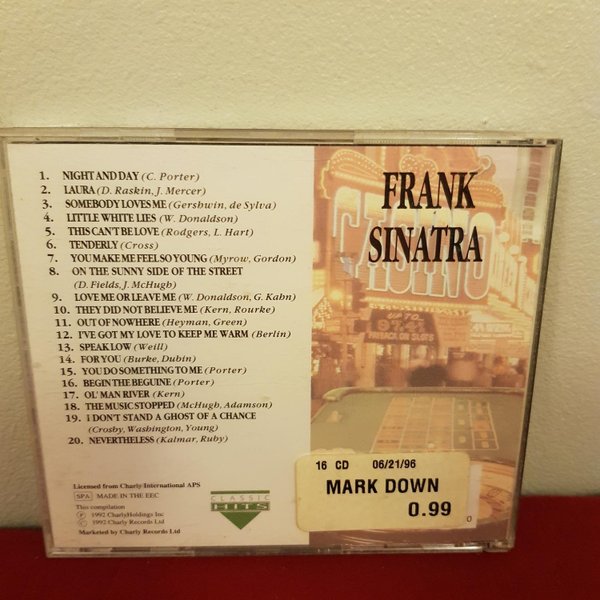 FRANK
SINATRA
CASINO
UP TO
PAYBACK ON SLOTS
1. NIGHT AND DAY (C. Porter)
2. LAURA (D. Raskin, J. Mercer)
3. SOMEBODY LOVES ME (Gershwin, de Sylva)
4. LITTLE WHITE LIES (W. Donaldson)
5. THIS CAN'T BE LOVE (Rodgers, L. Hart)
6. TENDERLY (Cross)
7. YOU MAKE ME FEEL SO YOUNG (Myrow, Gordon)
8. ON THE SUNNY SIDE OF THE STREET
(D. Fields, J. McHugh)
9. LOVE ME OR LEAVE ME (W. Donaldson, G. Kahn)
10. THEY DID NOT BELIEVE ME (Kern, Rourke)
11. OUT OF NOWHERE (Heyman, Green)
12. I'VE GOT MY LOVE TO KEEP ME WARM (Berlin)
13. SPEAK LOW (Weill)
14. FOR YOU (Burke, Dubin)
15. YOU DO SOMETHING TO ME (Porter)
16. BEGIN THE BEGUINE (Porter)
17. OL' MAN RIVER (Kern)
18. THE MUSIC STOPPED (McHugh, Adamson)
19. I DON'T STAND A GHOST OF A CHANCE
(Crosby, Washington, Young)
20. NEVERTHELESS (Kalmar, Ruby)
Licensed from Charly International APS
SPA MADE IN THE EEC
This compilation
℗ 1992 CharlyHoldings Inc
© 1992 Charly Records Ltd
Marketed by Charly Records Ltd
CLASSIC
HITS
16 CD 06/21/96
MARK DOWN
0.99
0